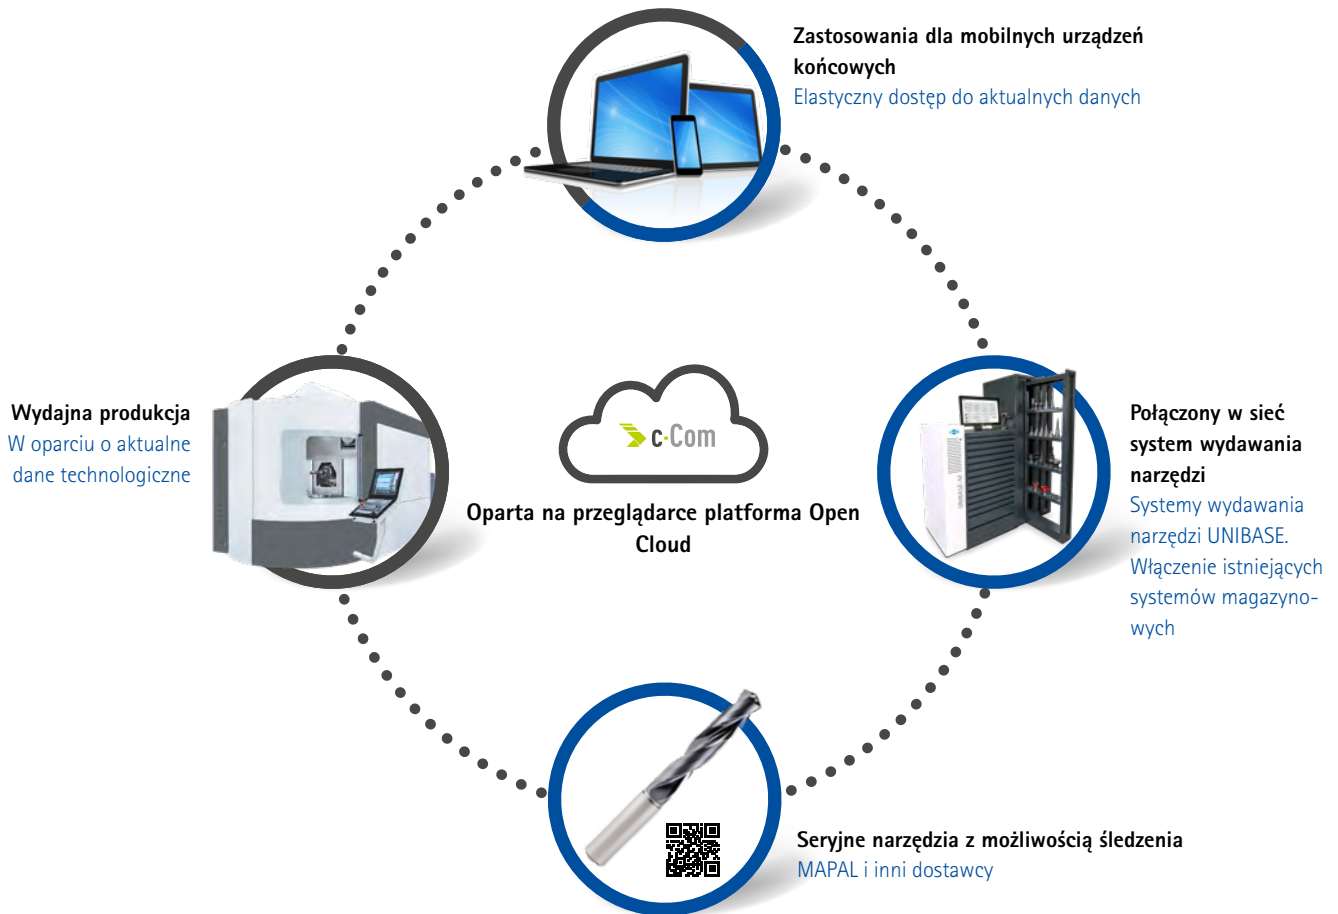 Zastosowania dla mobilnych urządzeń
końcowych
Elastyczny dostęp do aktualnych danych
Wydajna produkcja
W oparciu o aktualne
dane technologiczne
c-Com
Oparta na przeglądarce platforma Open
Cloud
Połączony w sieć
system wydawania
narzędzi
Systemy wydawania
narzędzi UNIBASE.
Włączenie istniejących
systemów magazyno-
wych
Seryjne narzędzia z możliwością śledzenia
MAPAL i inni dostawcy